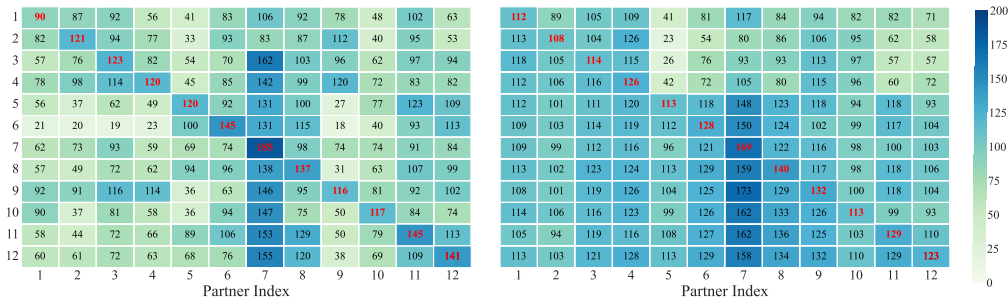 1 90 87 92 56 41 83 106 92 78 48 102 63 112 89 105 109 41 81 117 84 94 82 82 71
2 82 121 94 77 33 93 83 87 112 40 95 53 113 108 104 126 23 54 80 86 106 92 62 58
3 57 76 123 82 54 70 162 103 96 62 97 94 118 105 114 115 26 76 93 93 113 97 57 57
4 78 98 114 120 45 85 142 99 120 72 83 82 112 106 116 126 42 72 105 80 115 96 60 72
5 56 37 62 49 120 92 131 100 27 77 123 109 112 101 111 120 113 118 148 123 118 94 118 93
6 21 20 19 23 100 145 131 115 18 40 93 113 109 103 114 119 112 128 150 124 102 99 117 104
7 62 73 93 59 69 74 98 74 74 91 84 109 99 112 116 96 121 122 116 98 100 103
8 57 49 72 62 94 96 138 137 31 63 107 99 113 102 123 124 113 129 159 140 117 98 118 105
9 92 91 116 114 36 63 146 95 116 81 92 102 108 101 119 126 104 125 173 129 132 100 118 104
10 90 37 81 58 36 94 147 75 50 117 84 74 114 106 116 123 99 126 162 133 126 113 99 93
11 58 44 72 66 89 106 153 129 50 79 145 113 105 94 119 116 108 127 162 136 125 103 129 110
12 60 61 72 63 68 76 155 120 38 69 109 141 113 103 121 128 113 129 158 134 132 110 129 123
1 2 3 4 5 6 7 8 9 10 11 12 1 2 3 4 5 6 7 8 9 10 11 12
Partner Index
Partner Index
200
175
150
125
100
75
50
25
0